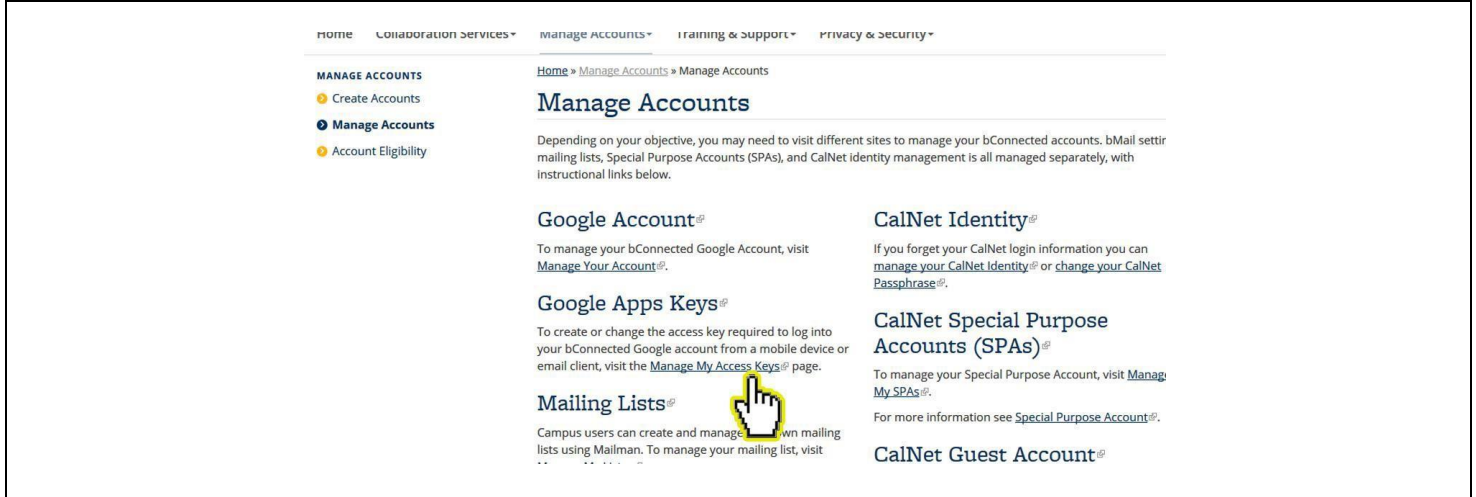 Home Collaboration Services Manage Accounts Training & Support Privacy & Security
MANAGE ACCOUNTS
Create Accounts
Manage Accounts
Account Eligibility
Home » Manage Accounts » Manage Accounts
Manage Accounts
Depending on your objective, you may need to visit different sites to manage your bConnected accounts. bMail
mailing lists, Special Purpose Accounts (SPAs), and CalNet identity management is all managed separately, with
instructional links below.
Google Account
To manage your bConnected Google Account, visit
Manage Your Account.
Google Apps Keys
To create or change the access key required to log into
your bConnected Google account from a mobile device or
email client, visit the Manage My Access Keys page.
Mailing Lists
Campus users can create and manage mailing
lists using Mailman. To manage your mailing list, visit
CalNet Identity
If you forget your CalNet login information you can
manage your CalNet Identity or change your CalNet
Passphrase.
CalNet Special Purpose
Accounts (SPAs)
To manage your Special Purpose Account, visit Manage
My SPAs.
For more information see Special Purpose Account.
CalNet Guest Account